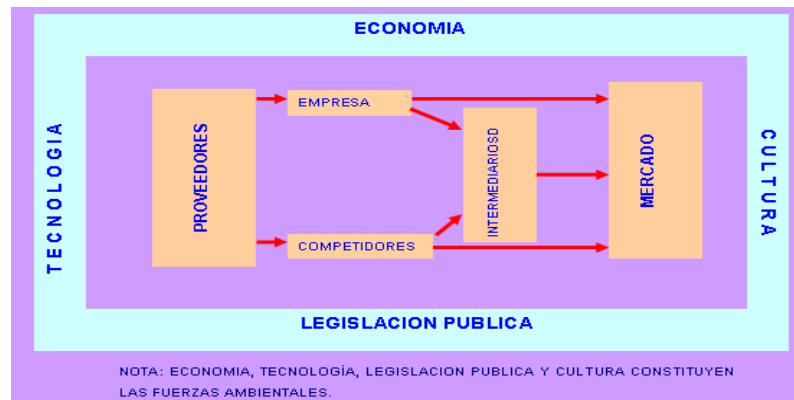 ECONOMIA
TECNOLOGIA
PROVEEDORES
EMPRESA
INTERMEDIARIOSD
COMPETIDORES
MERCADO
CULTURA
LEGISLACION PUBLICA
NOTA: ECONOMIA, TECNOLOGÍA, LEGISLACION PUBLICA Y CULTURA CONSTITUYEN
LAS FUERZAS AMBIENTALES.